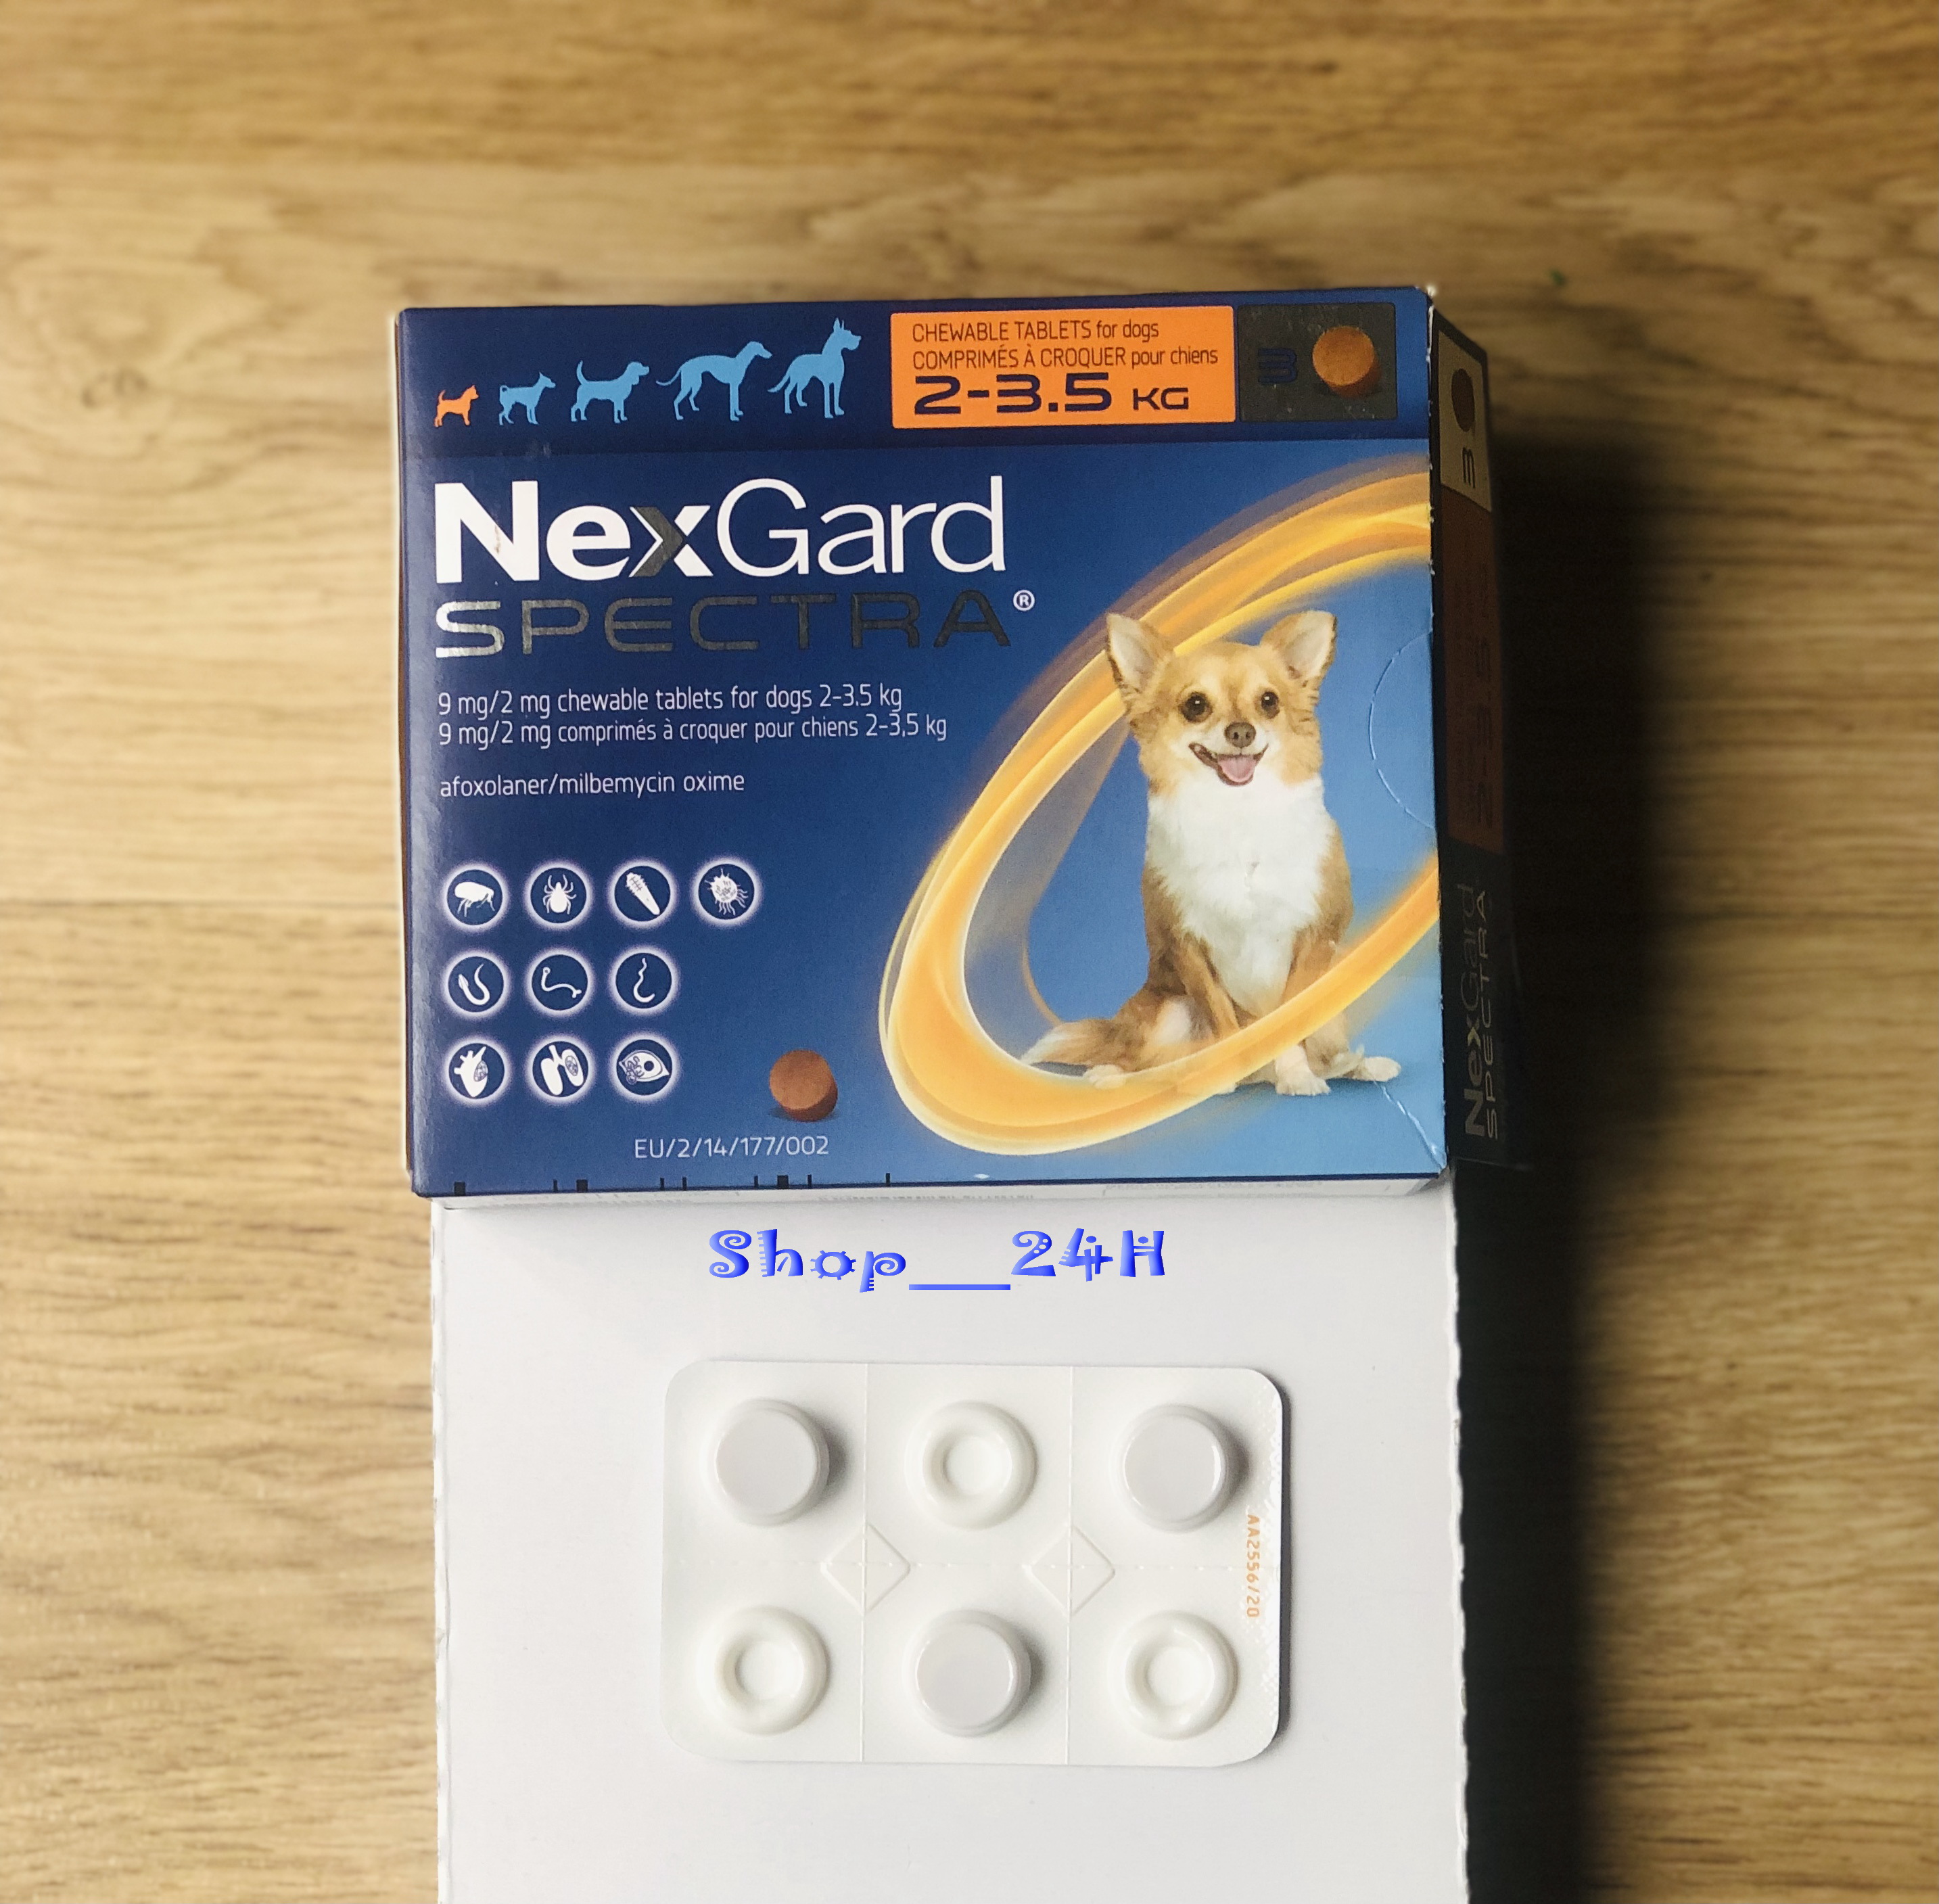 CHEWABLE TABLETS for dogs
COMPRIMÉS À CROQUER pour chiens
2-3.5 KG
3
NexGard
SPECTRA®
9 mg/2 mg chewable tablets for dogs 2-3.5 kg
9 mg/2 mg comprimés à croquer pour chiens 2-3,5 kg
afoxolaner/milbemycin oxime
EU/2/14/177/002
3
NexGard
SPECTRA
Shop__24H
AA2556/20